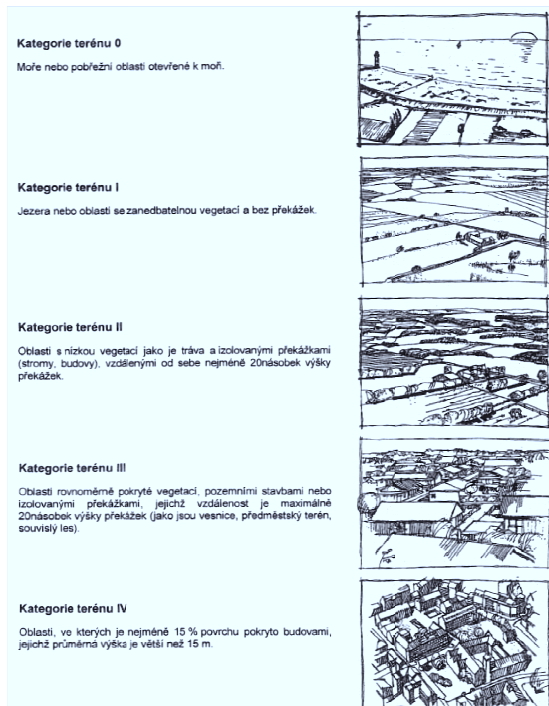 Kategorie terénu 0
Moře nebo pobřežní oblasti otevřené k moři.
Kategorie terénu I
Jezera nebo oblasti se zanedbatelnou vegetací a bez překážek.
Kategorie terénu II
Oblasti s nízkou vegetací jako je tráva a izolovanými překážkami
(stromy, budovy), vzdálenými od sebe nejméně 20násobek výšky
překážek.
Kategorie terénu III
Oblasti rovnoměrně pokryté vegetací, pozemními stavbami nebo
izolovanými překážkami, jejichž vzdálenost je maximálně
20násobek výšky překážek (jako jsou vesnice, předměstský terén,
souvislý les).
Kategorie terénu IV
Oblasti, ve kterých je nejméně 15 % povrchu pokryto budovami,
jejichž průměrná výška je větší než 15 m.